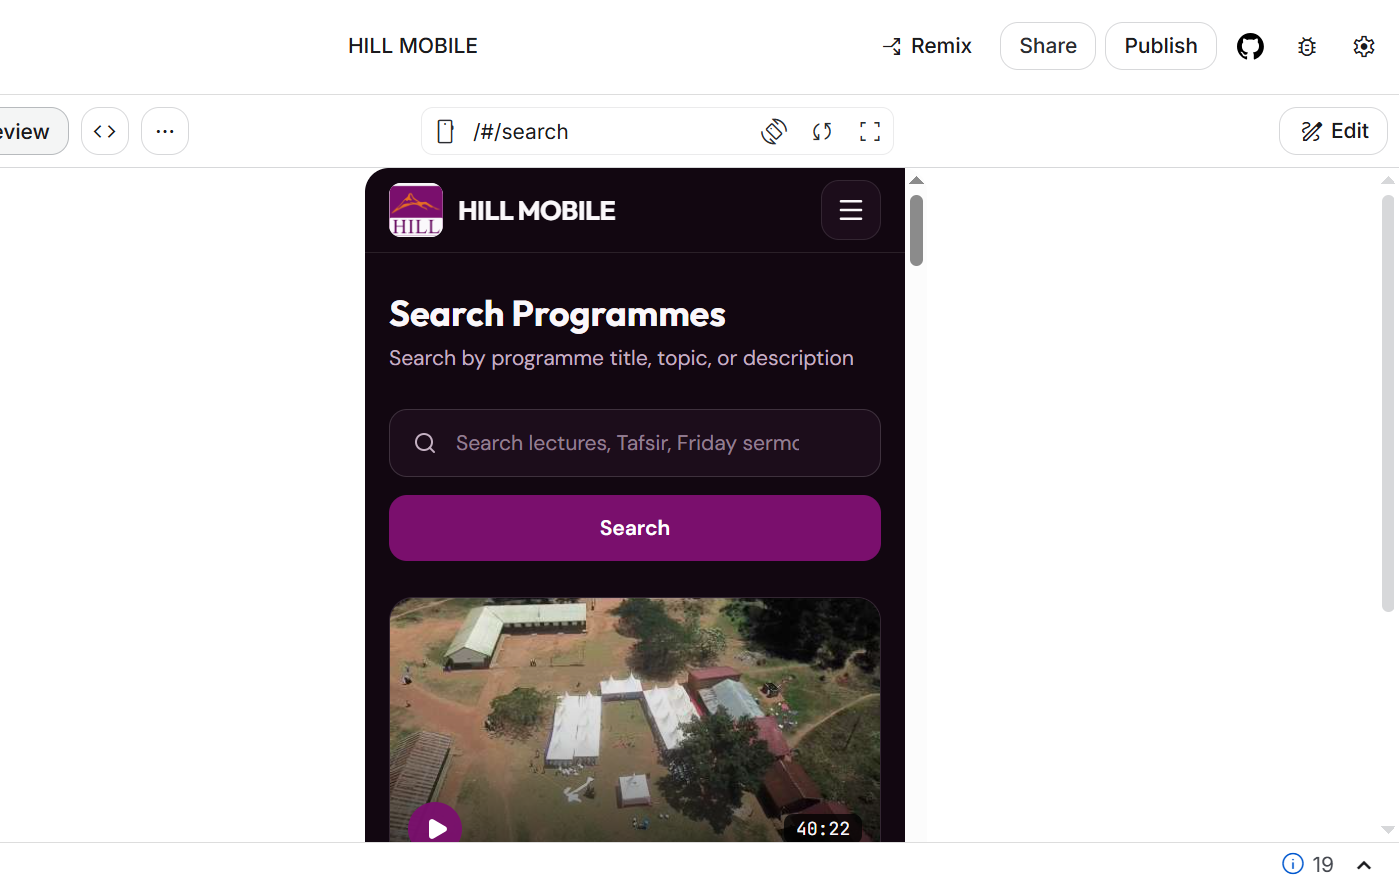 HILL MOBILE
Remix
Share
Publish
eview
/#/search
Edit
HILL
HILL MOBILE
Search Programmes
Search by programme title, topic, or description
Search lectures, Tafsir, Friday sermo
Search
40:22
19